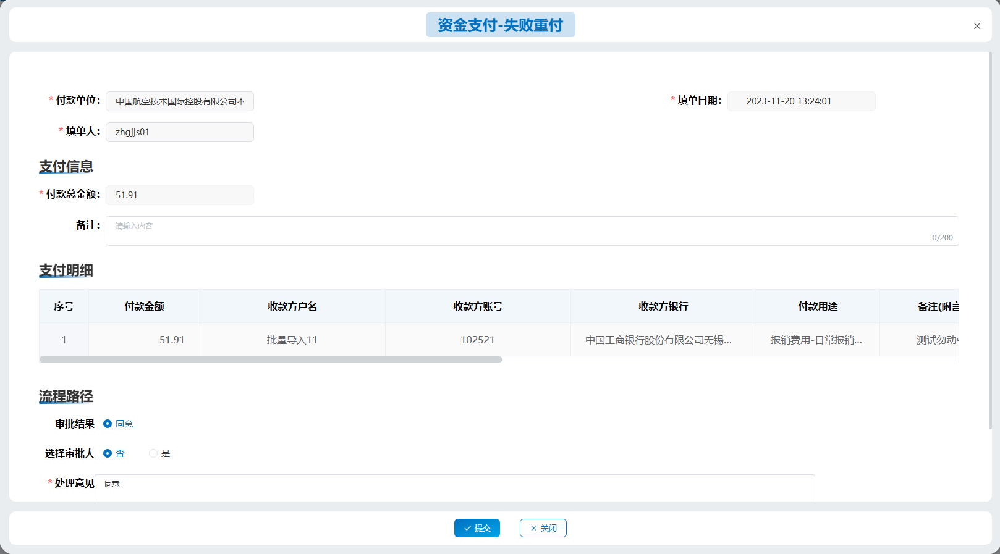 资金支付-失败重付
* 付款单位： 中国航空技术国际控股有限公司本
* 填单日期： 2023-11-20 13:24:01
* 填单人： zhgjjs01
支付信息
* 付款总金额： 51.91
备注： 请输入内容
0/200
支付明细
序号 付款金额 收款方户名 收款方账号 收款方银行 付款用途 备注(附言
1 51.91 批量导入11 102521 中国工商银行股份有限公司无锡... 报销费用-日常报销... 测试勿动
流程路径
审批结果 同意
选择审批人 否 是
* 处理意见 同意
提交 关闭